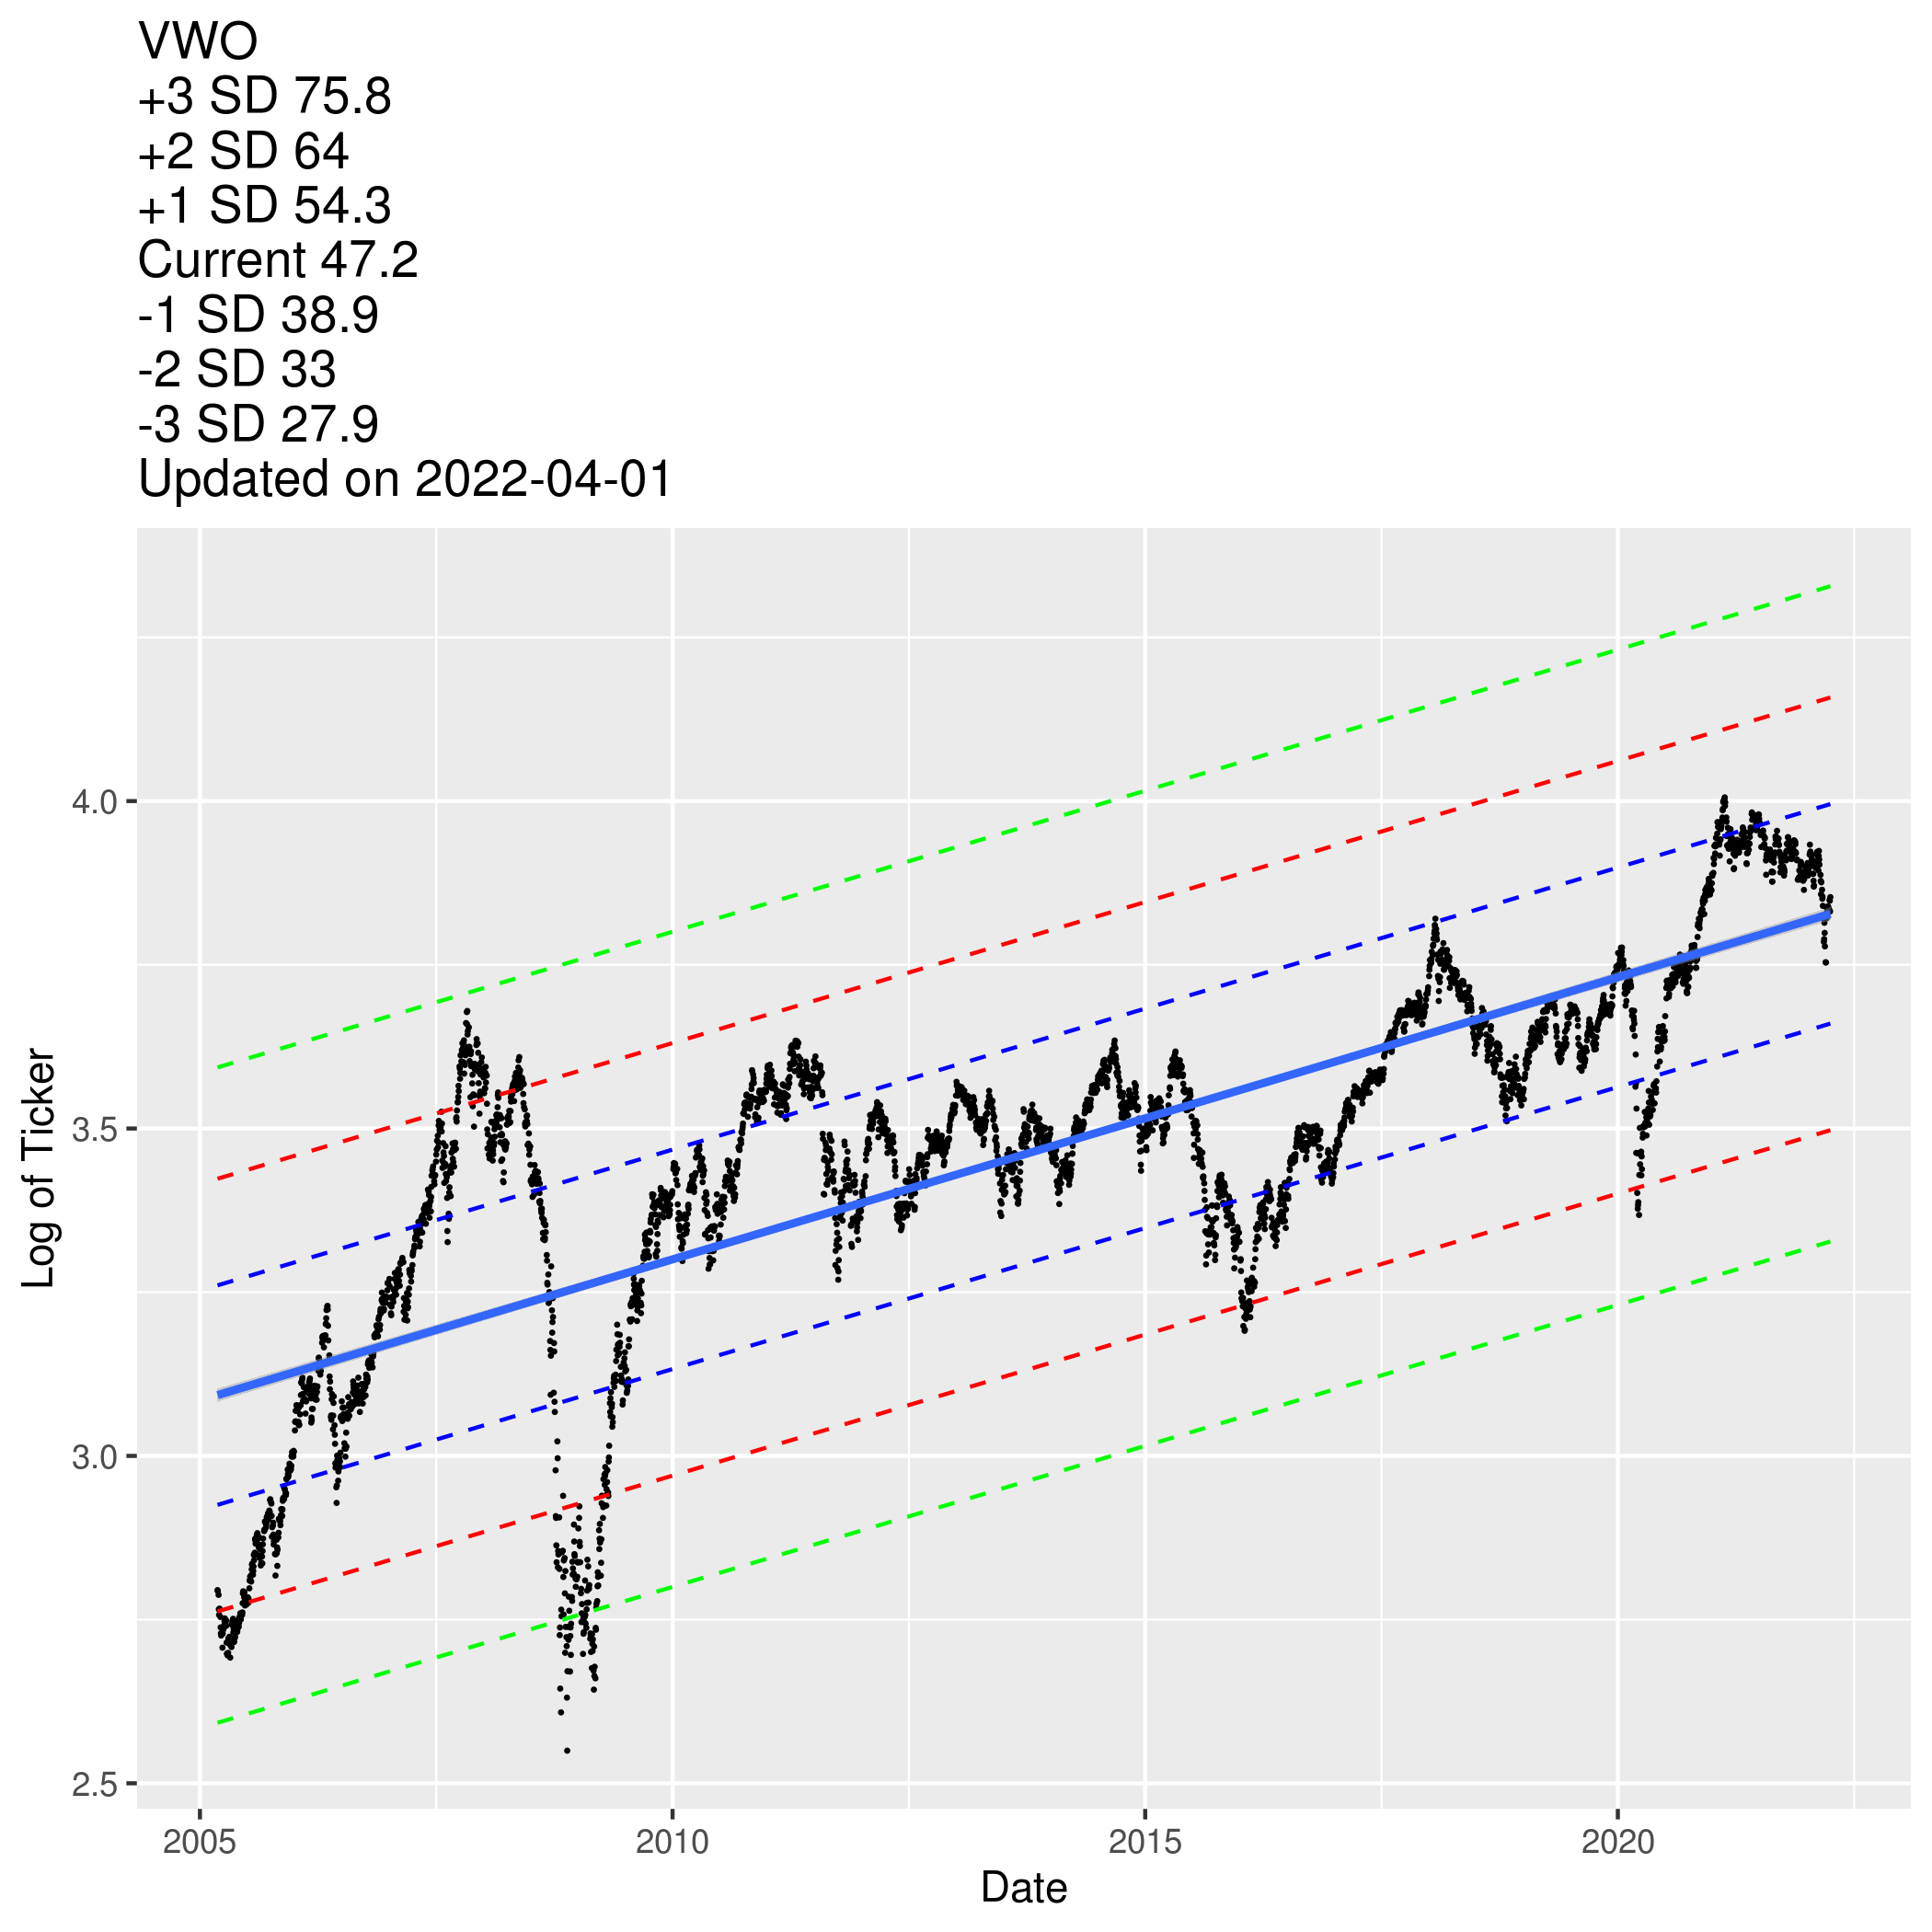 VWO
+3 SD 75.8
+2 SD 64
+1 SD 54.3
Current 47.2
-1 SD 38.9
-2 SD 33
-3 SD 27.9
Updated on 2022-04-01
4.0
3.5
3.0
2.5
Log of Ticker
2005 2010 2015 2020
Date